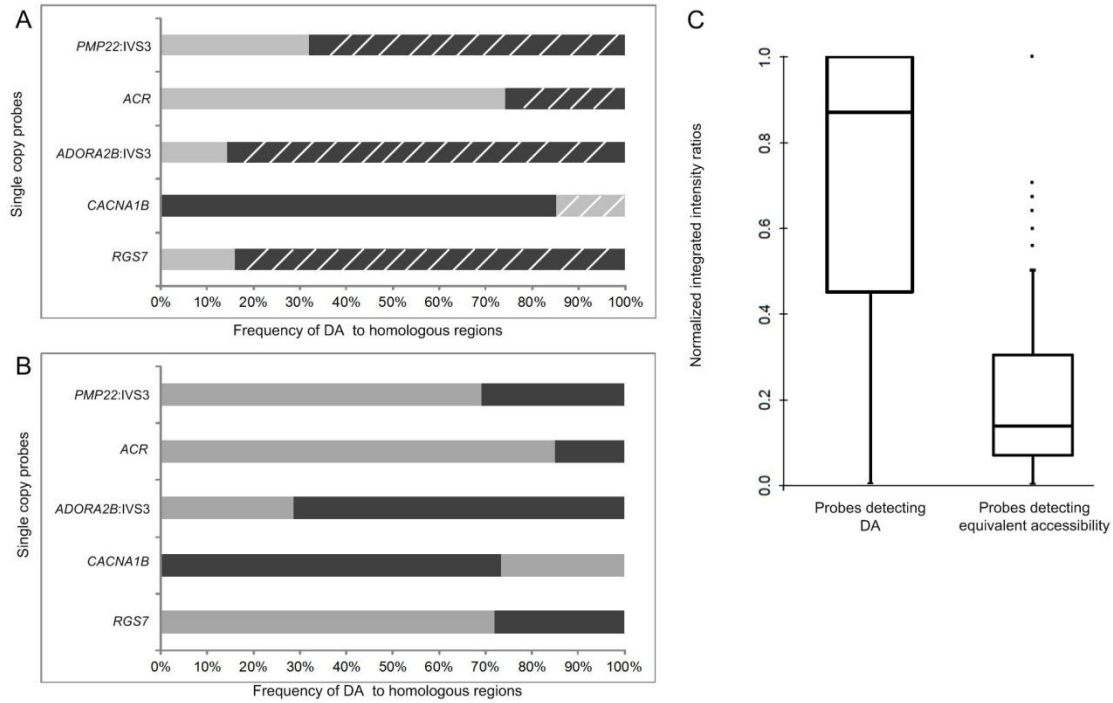 A
Single copy probes
PMP22:IVS3
ACR
ADORA2B:IVS3
CACNA1B
RGS7
0% 10% 20% 30% 40% 50% 60% 70% 80% 90% 100%
Frequency of DA to homologous regions
B
Single copy probes
PMP22:IVS3
ACR
ADORA2B:IVS3
CACNA1B
RGS7
0% 10% 20% 30% 40% 50% 60% 70% 80% 90% 100%
Frequency of DA to homologous regions
C
Normalized integrated intensity ratios
1.0
0.8
0.6
0.4
0.2
0.0
Probes detecting
DA
Probes detecting
equivalent accessibility